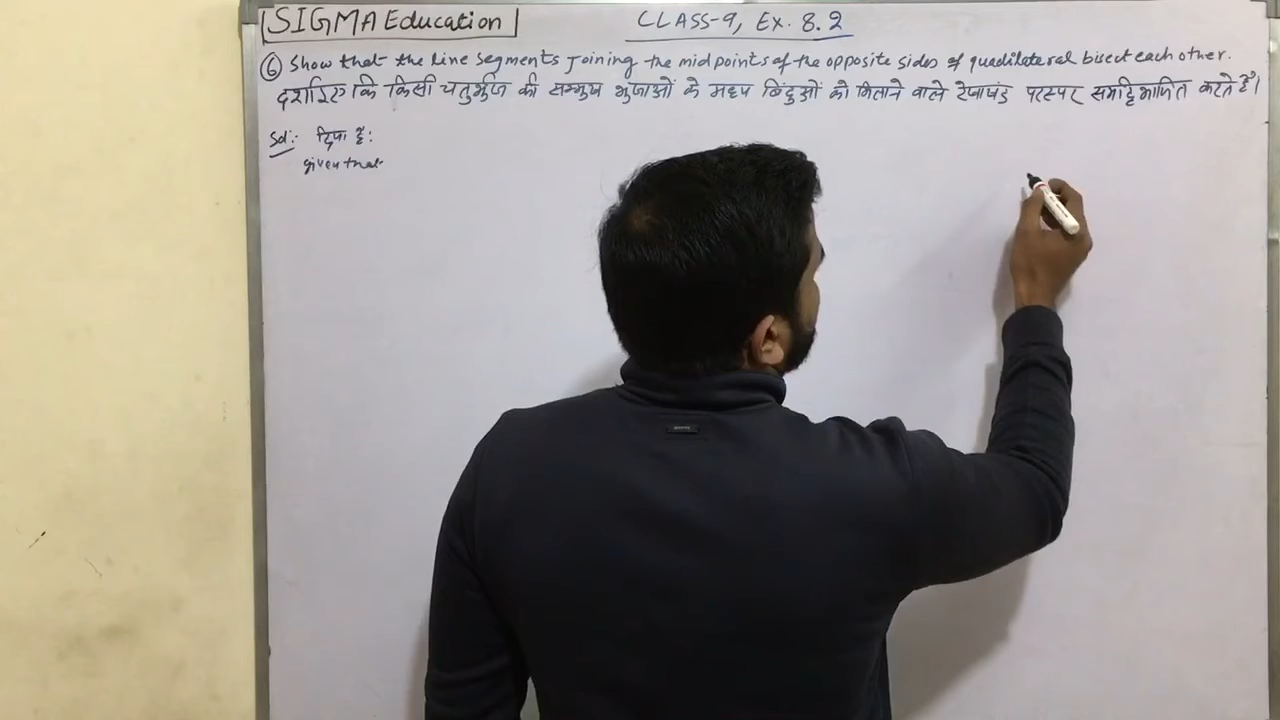 SIGMA Education
CLASS-9, Ex. 8.2
⑥ Show that the line segments joining the mid points of the opposite sides of quadilateral bisect each other.
दर्शाइए कि किसी चतुर्भुज की सम्मुख भुजाओं के मध्य बिंदुओं को मिलाने वाले रेखाखंड परस्पर समद्विभाजित करते हैं।
Sol:- दिया है:
given that